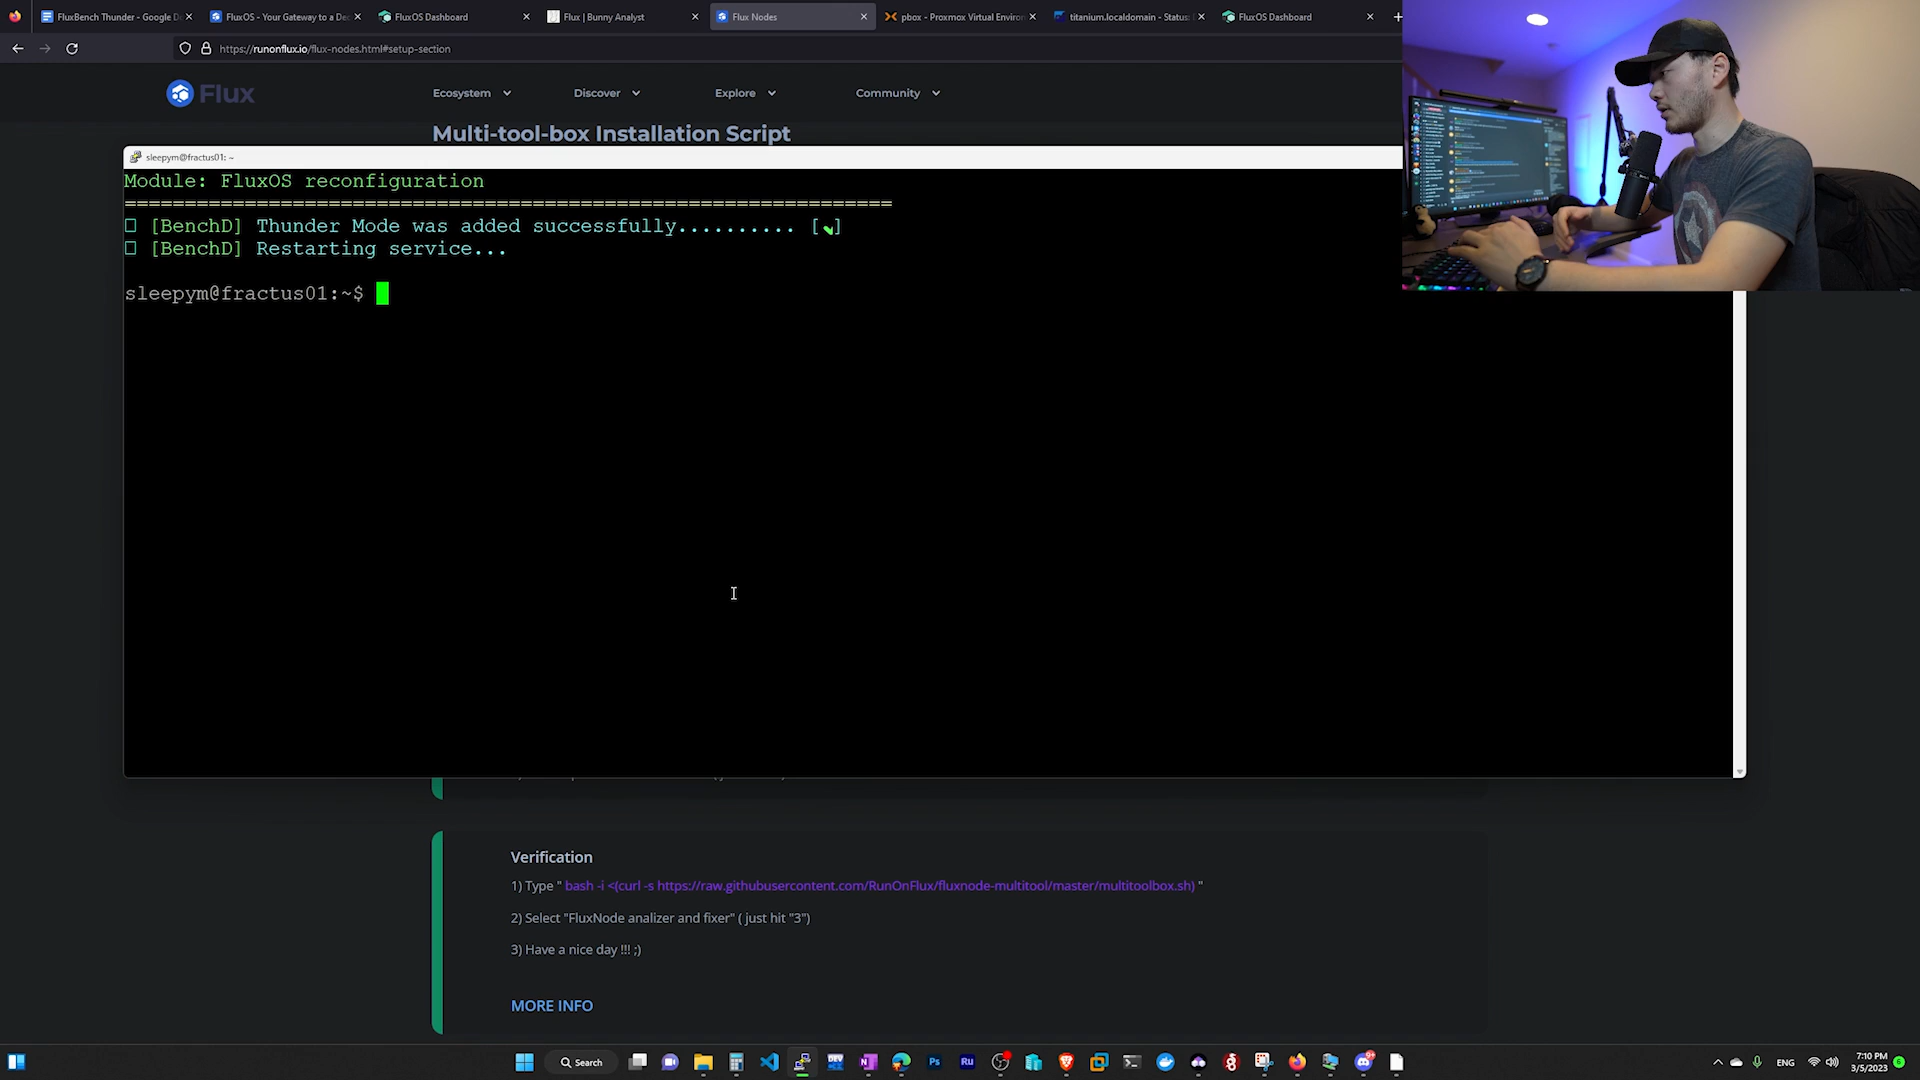 FluxBench Thunder - Google D
FluxOS - Your Gateway to a De
FluxOS Dashboard
Flux | Bunny Analyst
Flux Nodes
pbox - Proxmox Virtual Environ
titanium.localdomain - Status:
FluxOS Dashboard
https://runonflux.io/flux-nodes.html#setup-section
Flux
Ecosystem
Discover
Explore
Community
Multi-tool-box Installation Script
sleepym@fractus01: ~
Module: FluxOS reconfiguration
================================================================
[BenchD] Thunder Mode was added successfully.......... [✔]
[BenchD] Restarting service...
sleepym@fractus01:~$
Verification
1) Type " bash -i <(curl -s https://raw.githubusercontent.com/RunOnFlux/fluxnode-multitool/master/multitoolbox.sh) "
2) Select "FluxNode analizer and fixer" ( just hit "3")
3) Have a nice day !!! ;)
MORE INFO
Search
DEV
Ps
Ru
ENG
7:10 PM
3/5/2023
6